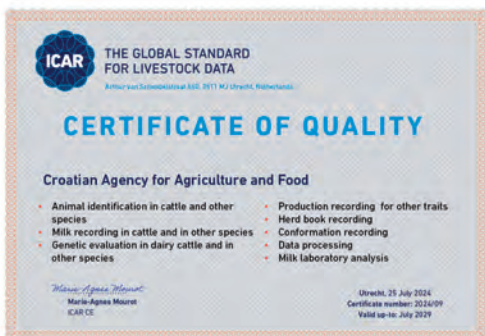 ICAR
THE GLOBAL STANDARD
FOR LIVESTOCK DATA
Arthur van Schendelstraat 650, 3511 MJ Utrecht, Netherlands
CERTIFICATE OF QUALITY
Croatian Agency for Agriculture and Food
• Animal identification in cattle and other
species
• Milk recording in cattle and in other species
• Genetic evaluation in dairy cattle and in
other species
• Production recording for other traits
• Herd book recording
• Conformation recording
• Data processing
• Milk laboratory analysis
Marie-Agnes Mouret
Marie-Agnes Mouret
ICAR CE
Utrecht, 25 July 2024
Certificate number: 2024/09
Valid up-to: July 2029